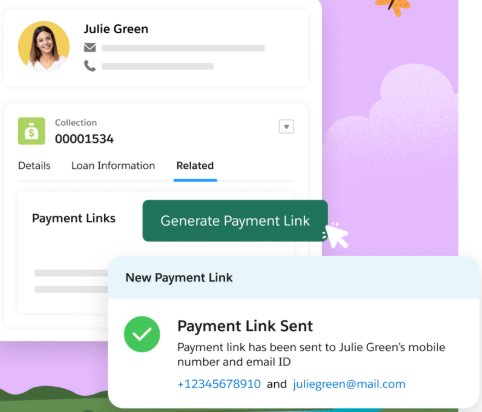 Julie Green
Collection
00001534
Details Loan Information Related
Payment Links
Generate Payment Link
New Payment Link
Payment Link Sent
Payment link has been sent to Julie Green's mobile
number and email ID
+12345678910 and juliegreen@mail.com